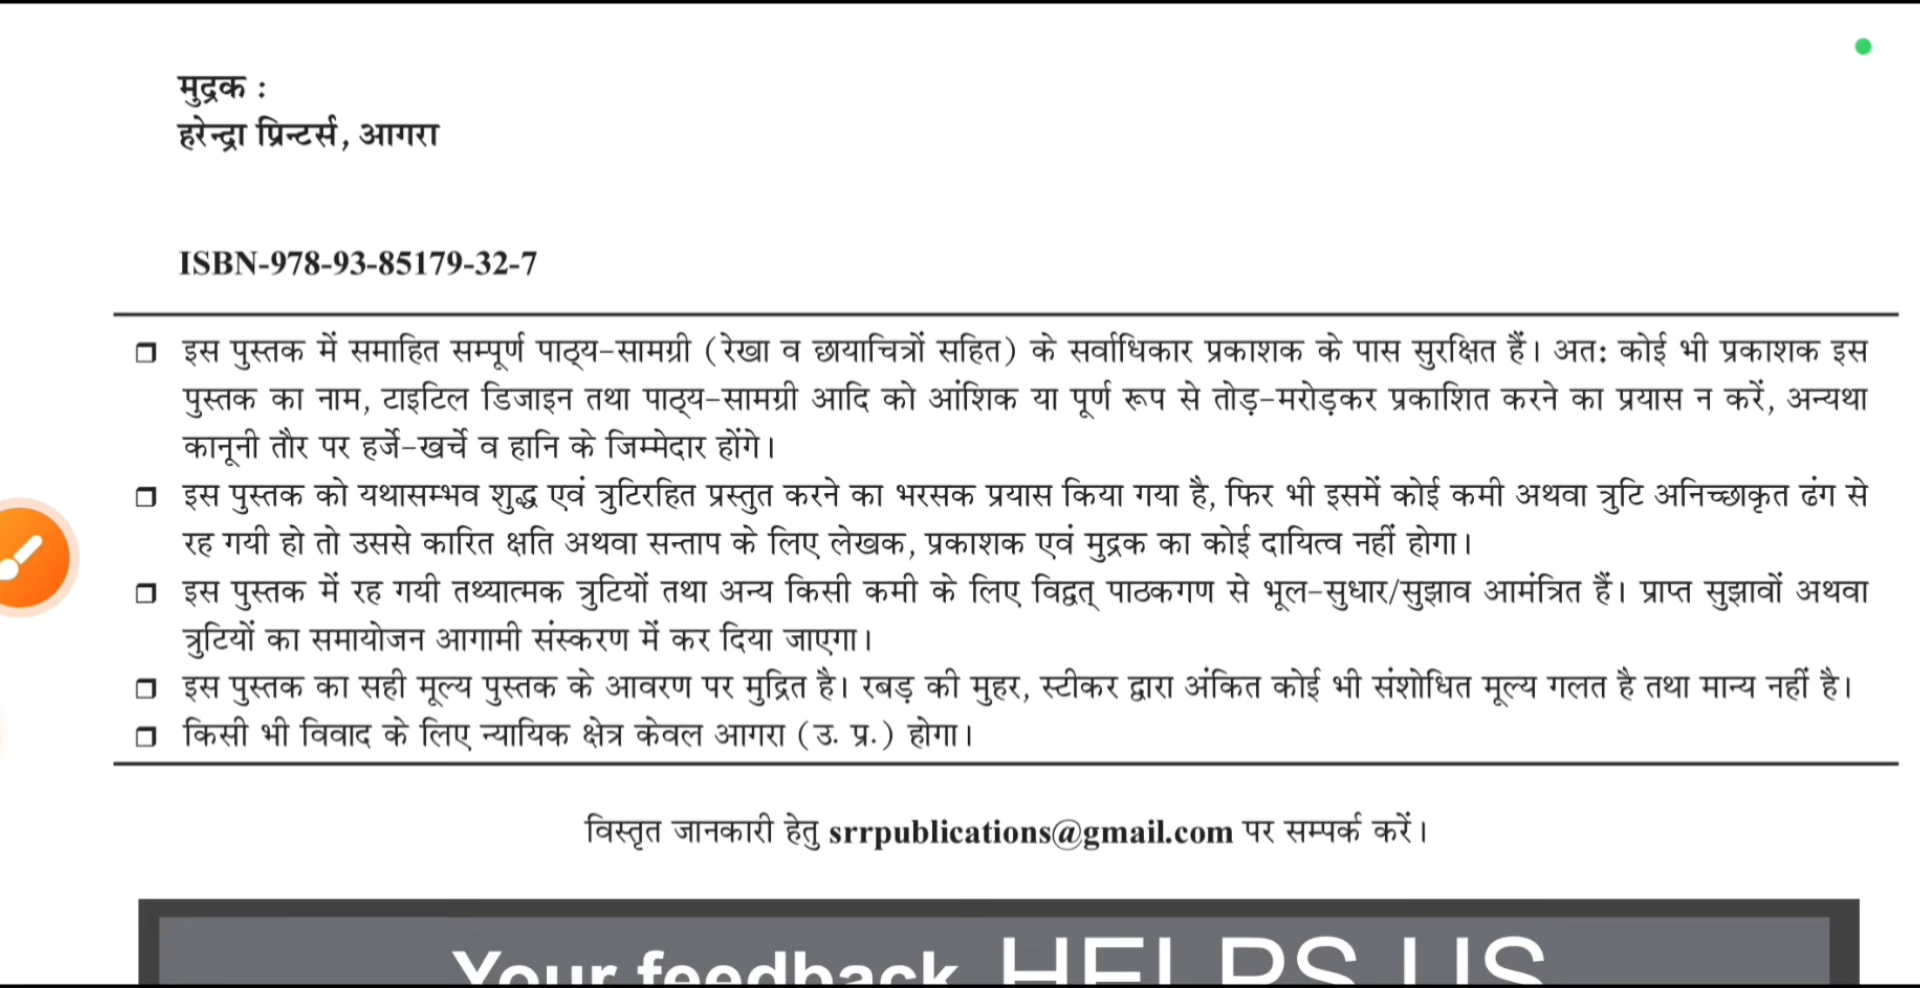 मुद्रक :
हरेन्द्रा प्रिन्टर्स, आगरा
ISBN-978-93-85179-32-7
❒ इस पुस्तक में समाहित सम्पूर्ण पाठ्य-सामग्री (रेखा व छायाचित्रों सहित) के सर्वाधिकार प्रकाशक के पास सुरक्षित हैं। अत: कोई भी प्रकाशक इस
पुस्तक का नाम, टाइटिल डिजाइन तथा पाठ्य-सामग्री आदि को आंशिक या पूर्ण रूप से तोड़-मरोड़कर प्रकाशित करने का प्रयास न करें, अन्यथा
कानूनी तौर पर हर्जे-खर्चे व हानि के जिम्मेदार होंगे।
❒ इस पुस्तक को यथासम्भव शुद्ध एवं त्रुटिरहित प्रस्तुत करने का भरसक प्रयास किया गया है, फिर भी इसमें कोई कमी अथवा त्रुटि अनिच्छाकृत ढंग से
रह गयी हो तो उससे कारित क्षति अथवा सन्ताप के लिए लेखक, प्रकाशक एवं मुद्रक का कोई दायित्व नहीं होगा।
❒ इस पुस्तक में रह गयी तथ्यात्मक त्रुटियों तथा अन्य किसी कमी के लिए विद्वत् पाठकगण से भूल-सुधार/सुझाव आमंत्रित हैं। प्राप्त सुझावों अथवा
त्रुटियों का समायोजन आगामी संस्करण में कर दिया जाएगा।
❒ इस पुस्तक का सही मूल्य पुस्तक के आवरण पर मुद्रित है। रबड़ की मुहर, स्टीकर द्वारा अंकित कोई भी संशोधित मूल्य गलत है तथा मान्य नहीं है।
❒ किसी भी विवाद के लिए न्यायिक क्षेत्र केवल आगरा (उ. प्र.) होगा।
विस्तृत जानकारी हेतु srrpublications@gmail.com पर सम्पर्क करें।
Your feedback HELPS US